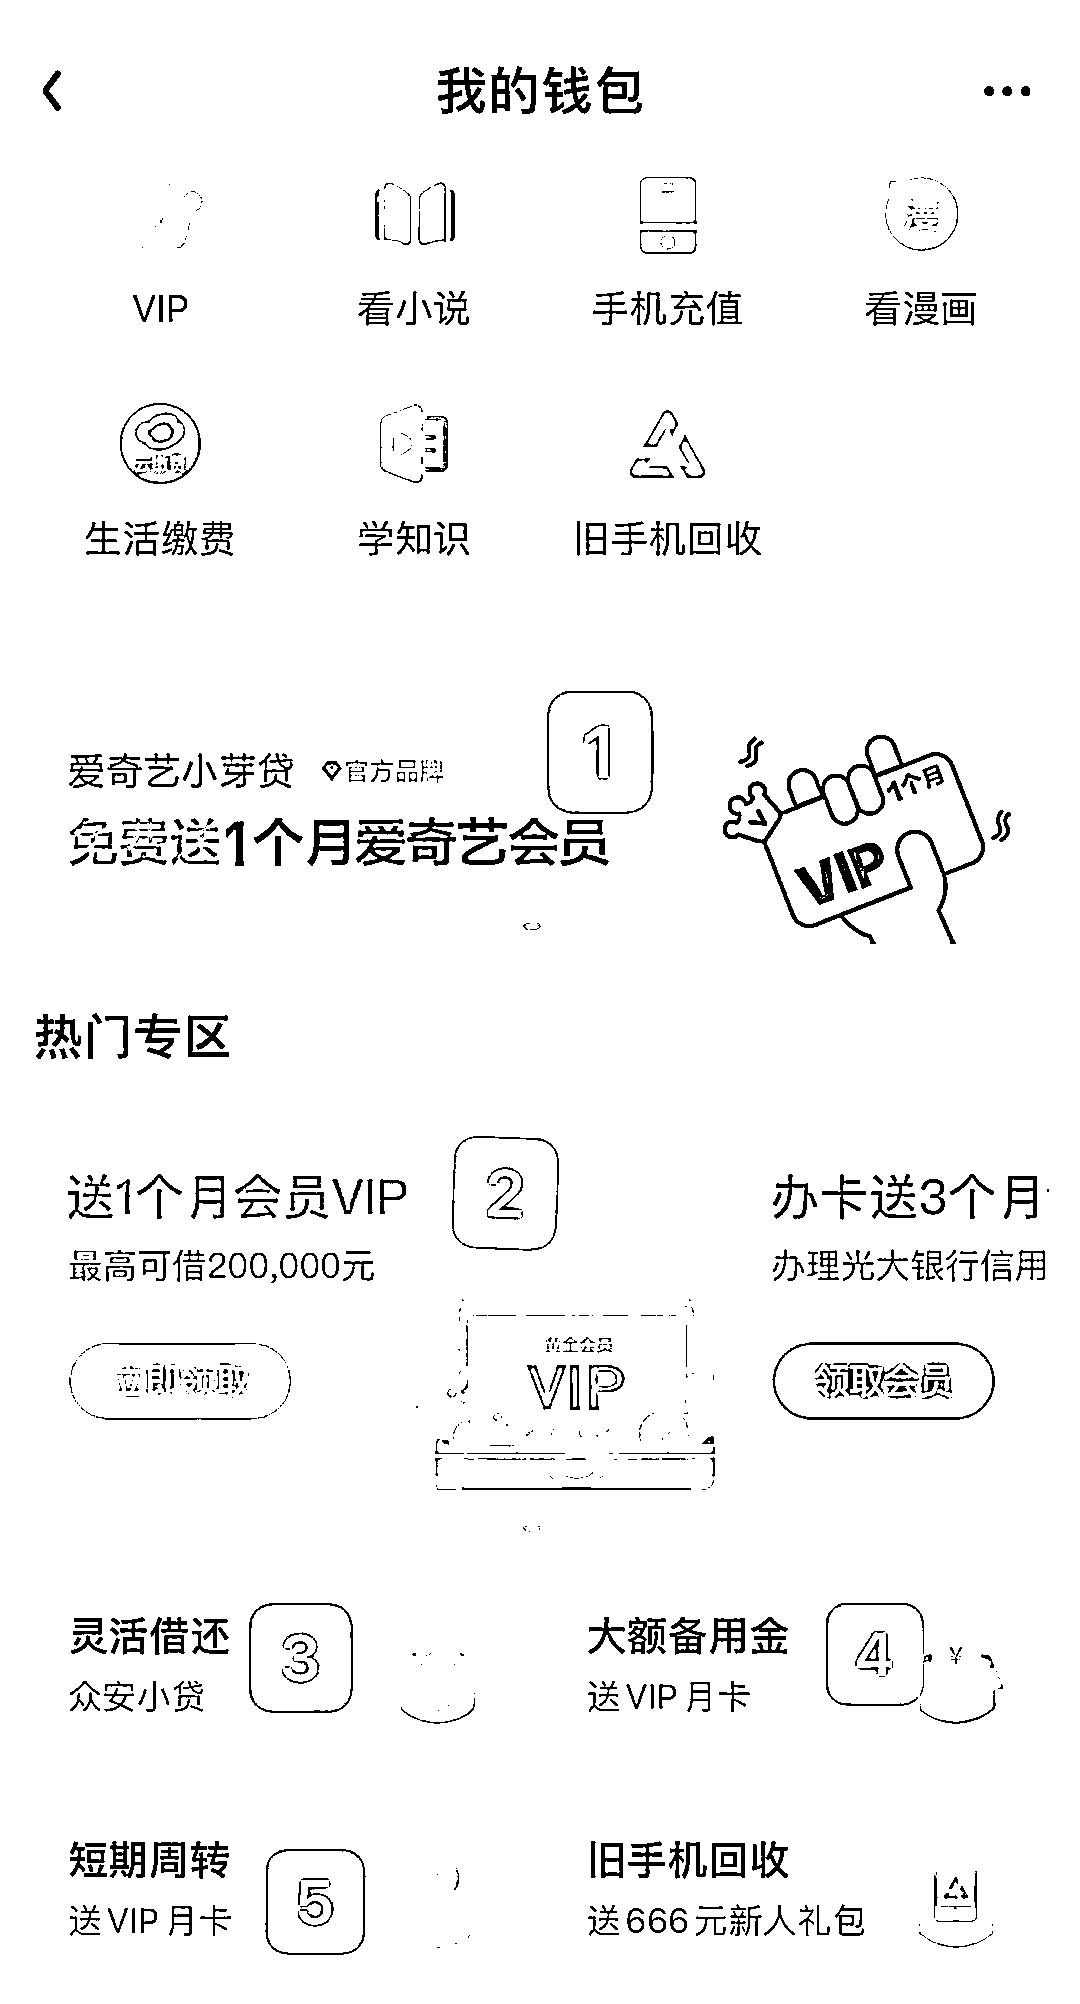 我的钱包
漫
VIP 看小说 手机充值 看漫画
生活缴费 学知识 旧手机回收
1
爱奇艺小芽贷 官方品牌
免费送1个月爱奇艺会员
1个月
VIP
热门专区
2
送1个月会员VIP 办卡送3个月
最高可借200,000元 办理光大银行信用
黄金会员
VIP
立即领取 领取会员
灵活借还 3 大额备用金 4
¥
众安小贷 送VIP月卡
短期周转 5 旧手机回收
送VIP月卡 送666元新人礼包